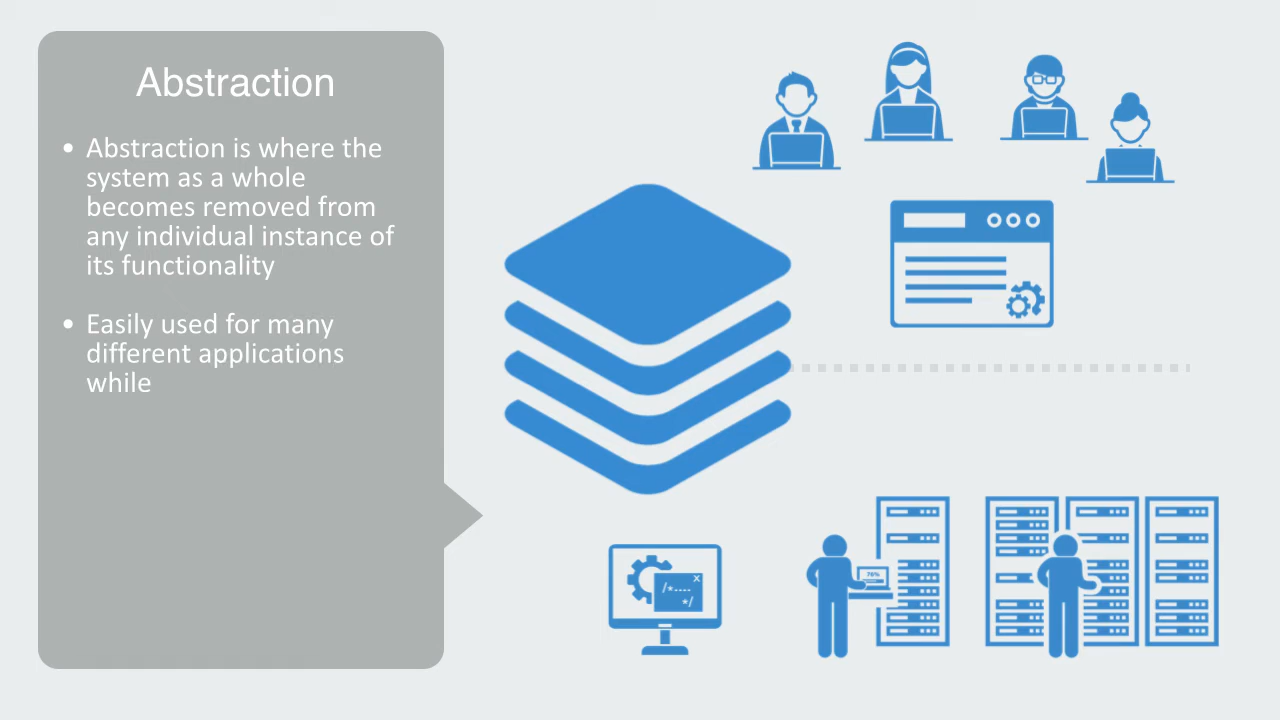 Abstraction
• Abstraction is where the
system as a whole
becomes removed from
any individual instance of
its functionality
• Easily used for many
different applications
while
X
/*----
*/
76%